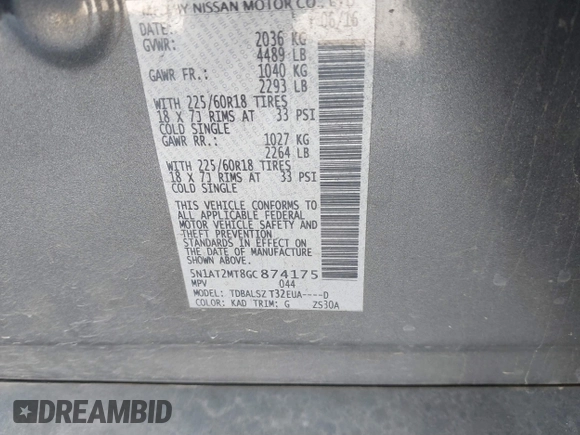 BY NISSAN MOTOR CO., LTD
DATE: 06/16
GVWR: 2036 KG
4489 LB
GAWR FR.: 1040 KG
2293 LB
WITH 225/60R18 TIRES
18 X 7J RIMS AT 33 PSI
COLD SINGLE
GAWR RR: 1027 KG
2264 LB
WITH 225/60R18 TIRES
18 X 7J RIMS AT 33 PSI
COLD SINGLE
THIS VEHICLE CONFORMS TO
ALL APPLICABLE FEDERAL
MOTOR VEHICLE SAFETY AND
THEFT PREVENTION
STANDARDS IN EFFECT ON
THE DATE OF MANUFACTURE
SHOWN ABOVE
5N1AT2MT8GC874175
MPV 044
MODEL: TDBALSZ T32EUA----D
COLOR: KAD TRIM: G ZS30A
DREAMBID